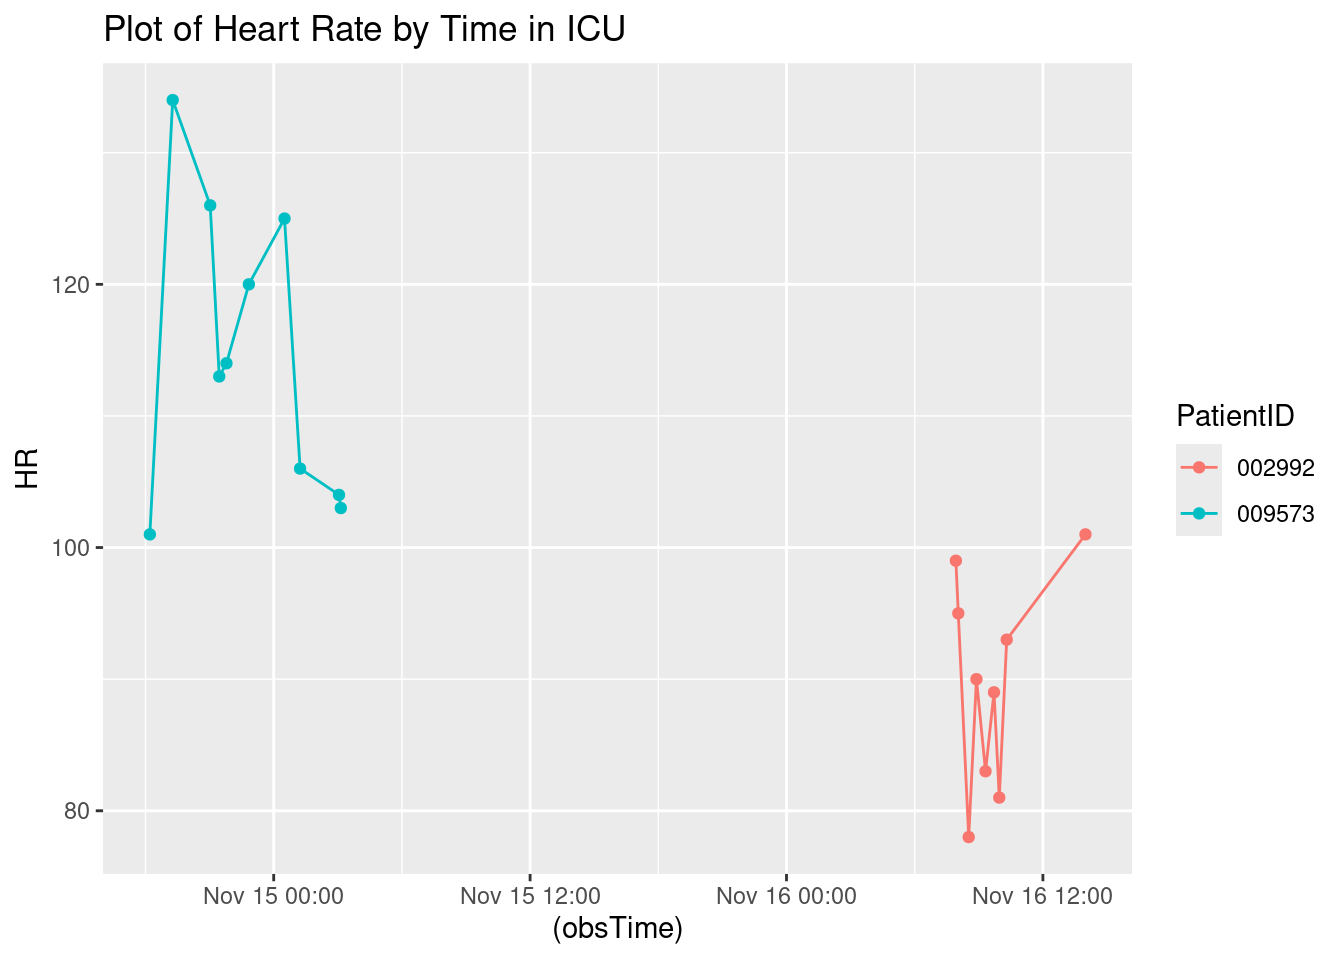 Plot of Heart Rate by Time in ICU
HR
120
100
80
Nov 15 00:00
Nov 15 12:00
Nov 16 00:00
Nov 16 12:00
(obsTime)
PatientID
002992
009573